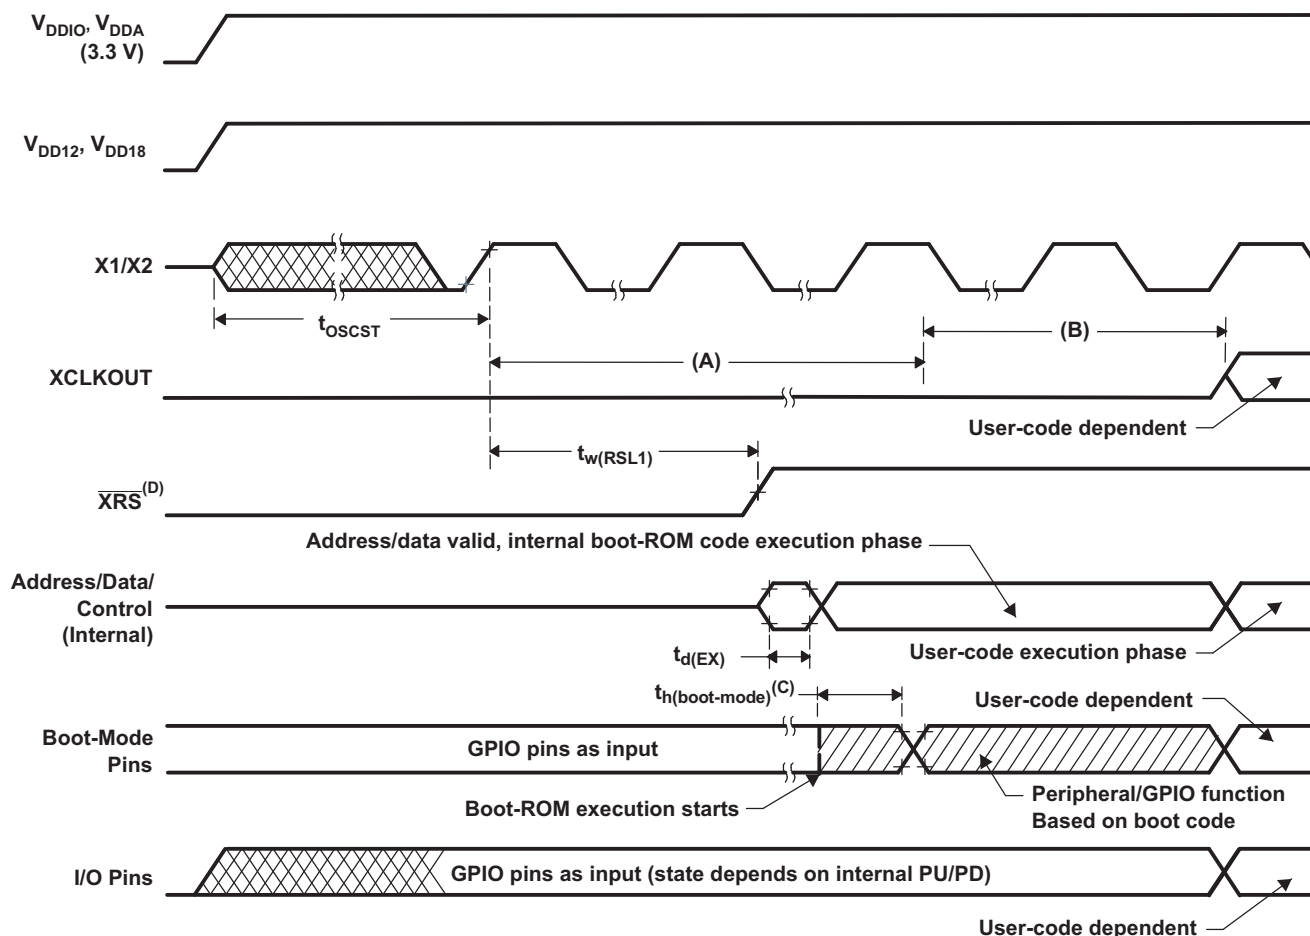 VDDIO, VDDA
(3.3 V)
VDD12, VDD18
X1/X2
tOSCST
(B)
(A)
XCLKOUT
User-code dependent
tw(RSL1)
XRS(D)
Address/data valid, internal boot-ROM code execution phase
Address/Data/
Control
(Internal)
td(EX)
User-code execution phase
th(boot-mode)(C)
User-code dependent
Boot-Mode
Pins
GPIO pins as input
Boot-ROM execution starts
Peripheral/GPIO function
Based on boot code
I/O Pins
GPIO pins as input (state depends on internal PU/PD)
User-code dependent